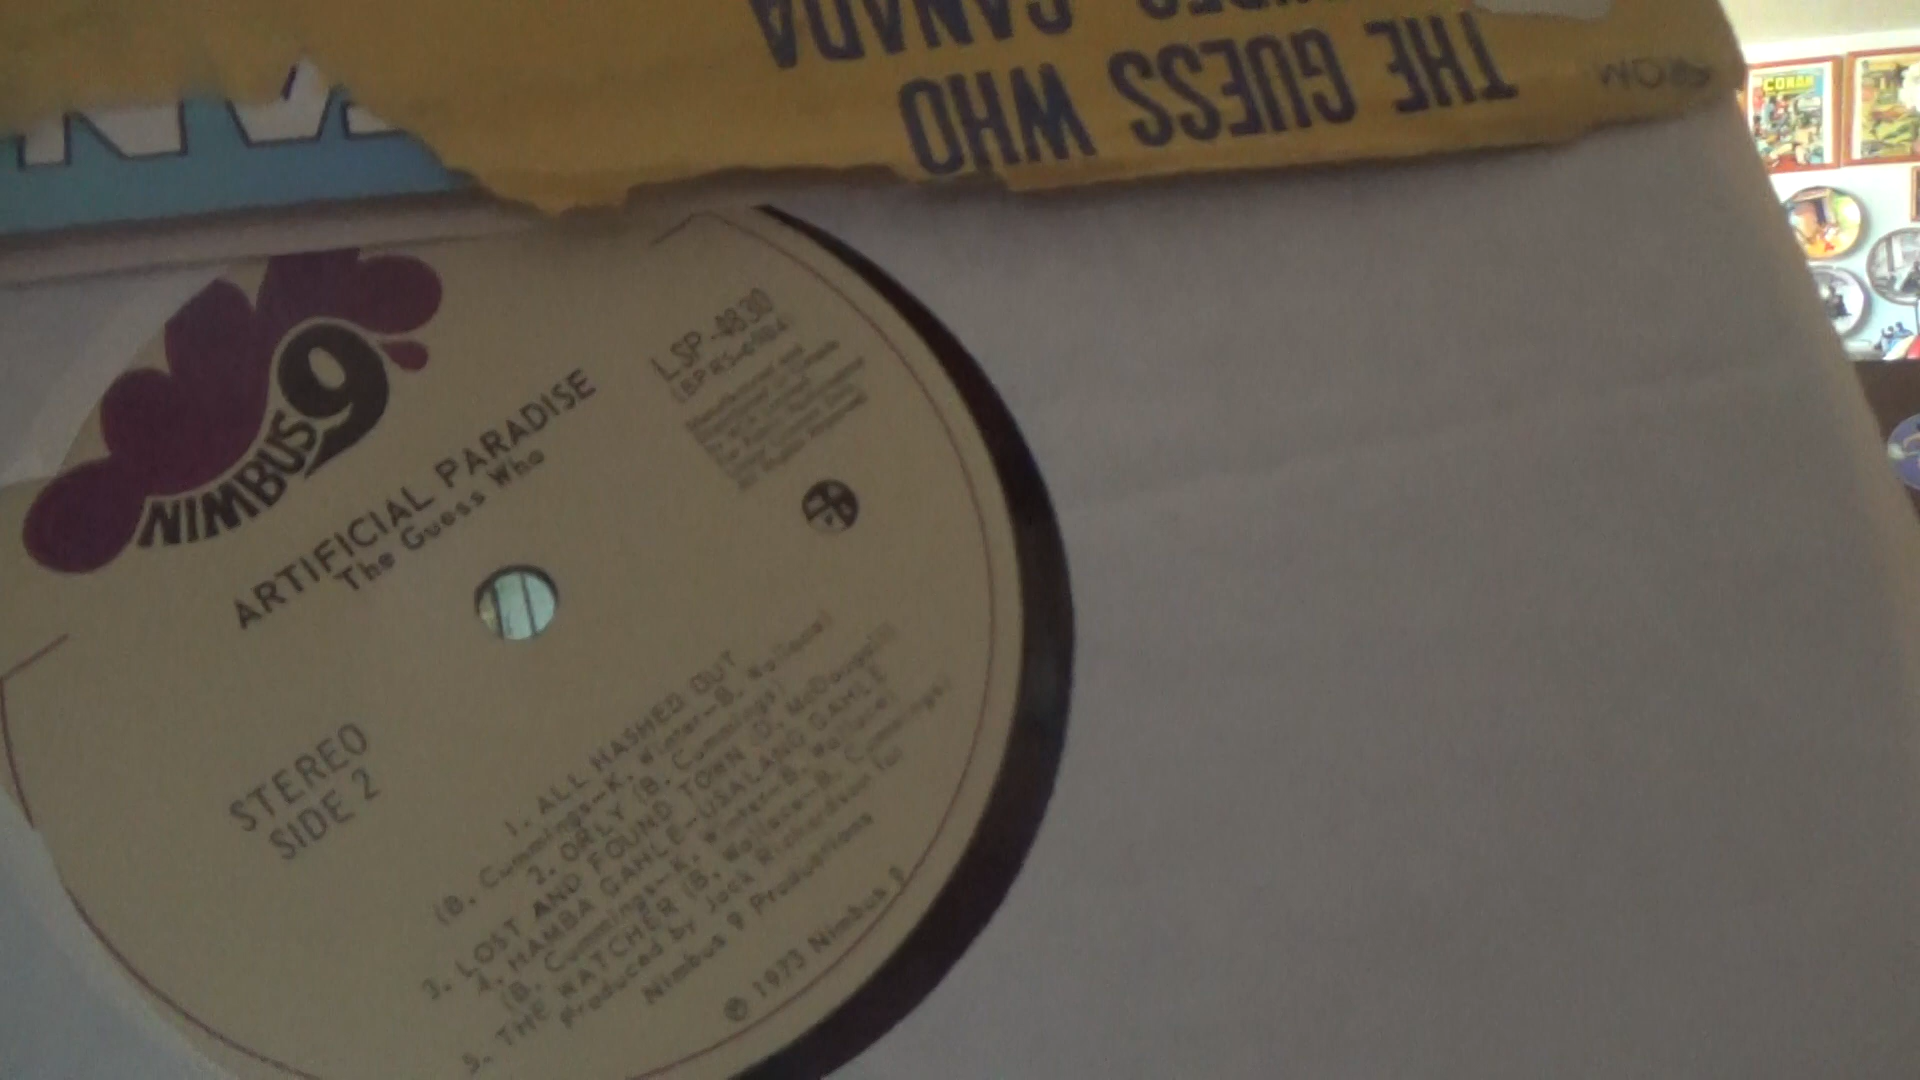 THE GUESS WHO
CANADA
FROM
CONAN
NIMBUS 9
ARTIFICIAL PARADISE
The Guess Who
LSP-4830
STEREO
SIDE 2
1. ALL HASHED OUT
(B. Cummings-K. Winter-B. Wallace)
2. ORLY (B. Cummings)
3. LOST AND FOUND TOWN (D. McDougall)
4. HAMBA GAHLE-USALANG GAHLE
(B. Cummings-K. Winter-B. Wallace)
5. THE WATCHER (B. Wallace-B. Cummings)
Produced by Jack Richardson for
Nimbus 9 Productions
℗ 1973 Nimbus 9